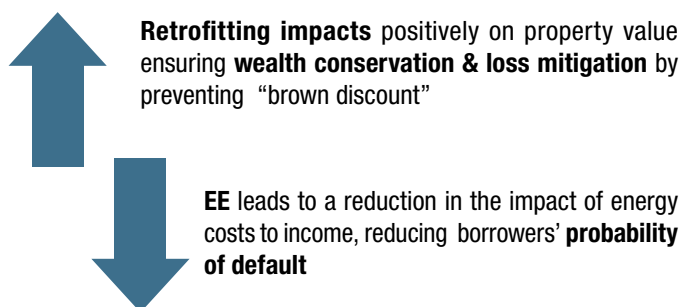 Retrofitting impacts positively on property value
ensuring wealth conservation & loss mitigation by
preventing “brown discount”
EE leads to a reduction in the impact of energy
costs to income, reducing borrowers’ probability
of default